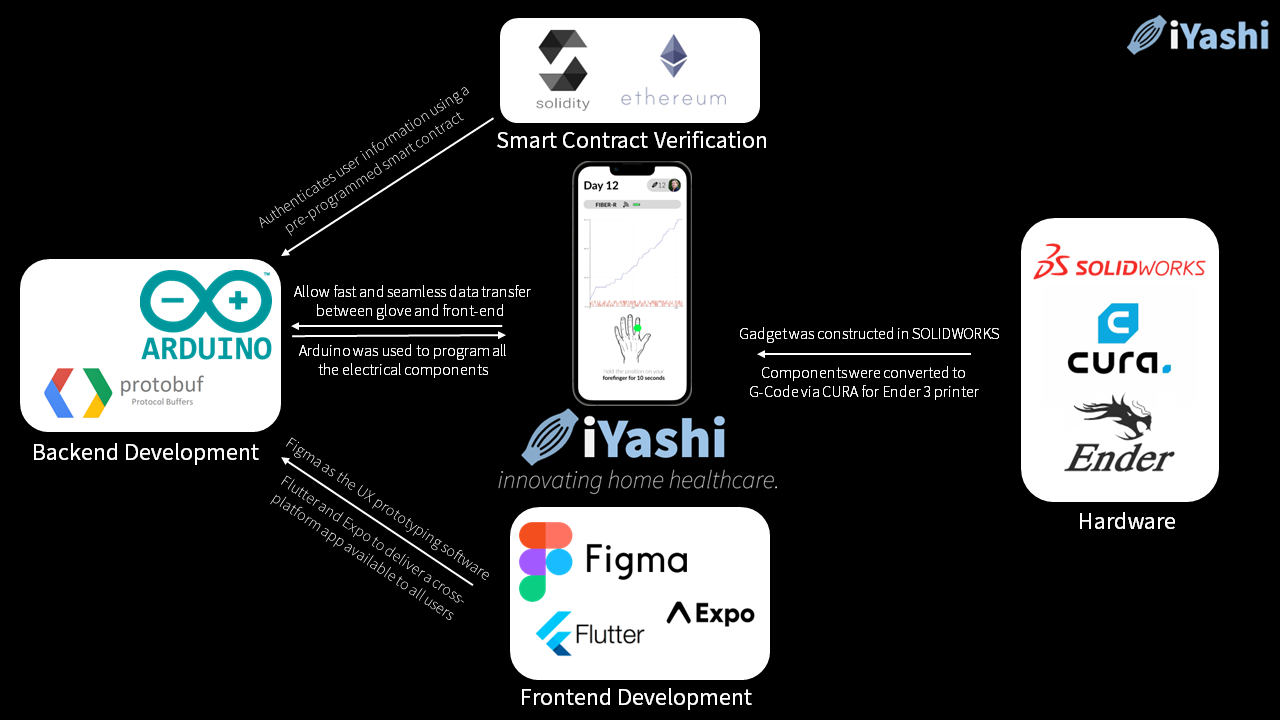 iYashi
solidity
ethereum
Smart Contract Verification
Authenticates user information using a
pre-programmed smart contract
Day 12
12
FIBER-R
Hold the position on your
forefinger for 10 seconds
ARDUINO
TM
protobuf
Protocol Buffers
Backend Development
Allow fast and seamless data transfer
between glove and front-end
Arduino was used to program all
the electrical components
Gadget was constructed in SOLIDWORKS
Components were converted to
G-Code via CURA for Ender 3 printer
SOLIDWORKS
cura.
Ender
Hardware
iYashi
innovating home healthcare.
Figma as the UX prototyping software
Flutter and Expo to deliver a cross-
platform app available to all users
Figma
Expo
Flutter
Frontend Development